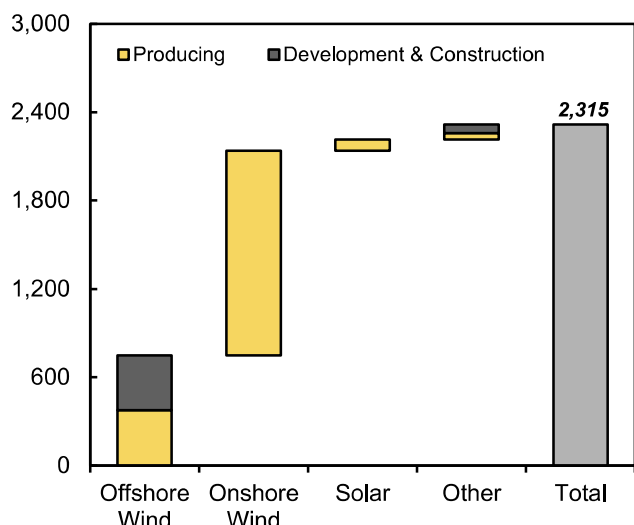 3,000
Producing
Development & Construction
2,400
2,315
1,800
1,200
600
0
Offshore Wind
Onshore Wind
Solar
Other
Total